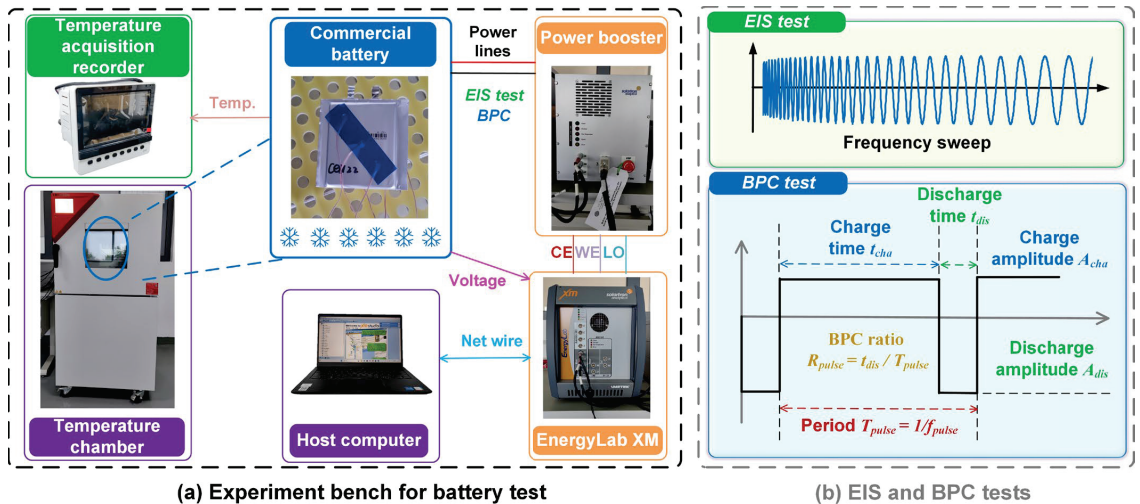 Temperature
acquisition
recorder
Temp.
Commercial
battery
Power
lines
EIS test
BPC
Power booster
CE WE LO
Voltage
Net wire
Temperature
chamber
Host computer
EnergyLab XM
(a) Experiment bench for battery test
EIS test
Frequency sweep
BPC test
Discharge
time t_dis
Charge
time t_cha
Charge
amplitude A_cha
BPC ratio
R_pulse = t_dis / T_pulse
Discharge
amplitude A_dis
Period T_pulse = 1/f_pulse
(b) EIS and BPC tests